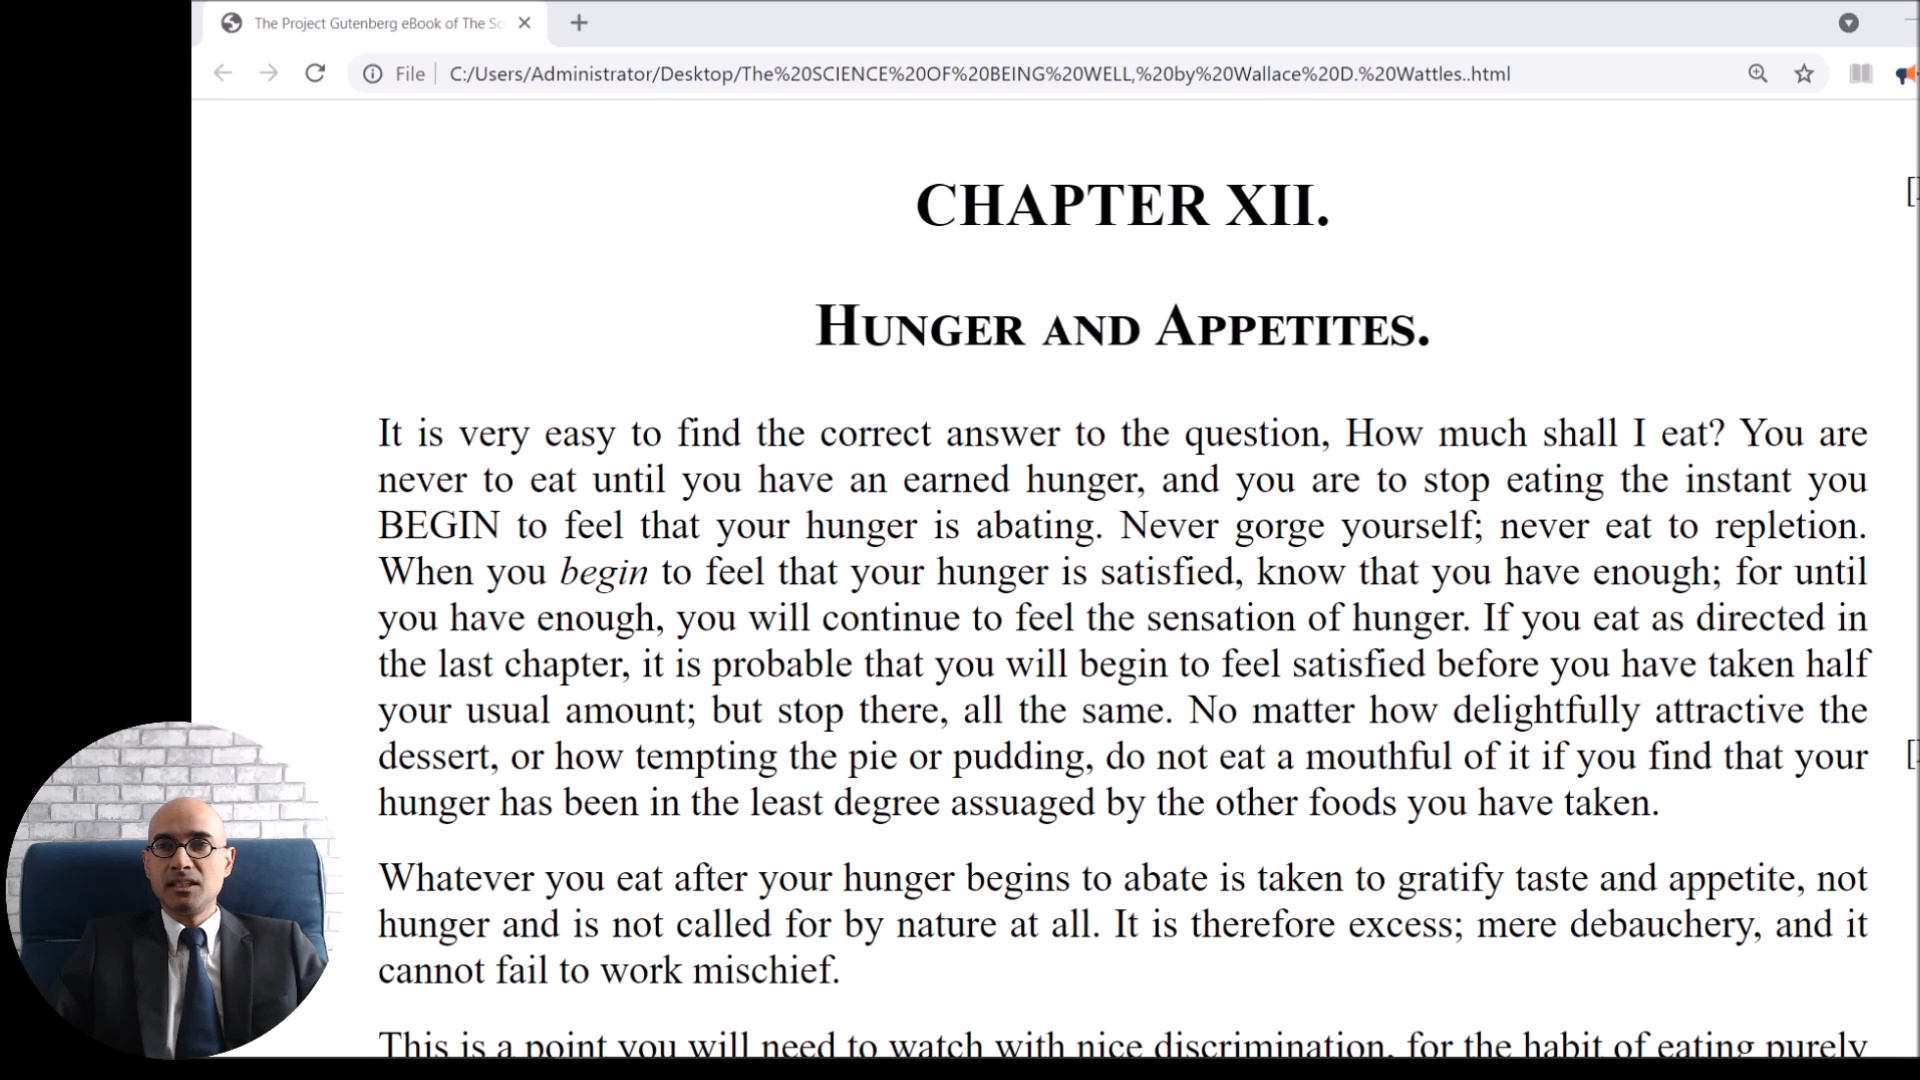 The Project Gutenberg eBook of The Sc
File
C:/Users/Administrator/Desktop/The%20SCIENCE%20OF%20BEING%20WELL,%20by%20Wallace%20D.%20Wattles..html
CHAPTER XII.
HUNGER AND APPETITES.
It is very easy to find the correct answer to the question, How much shall I eat? You are
never to eat until you have an earned hunger, and you are to stop eating the instant you
BEGIN to feel that your hunger is abating. Never gorge yourself; never eat to repletion.
When you begin to feel that your hunger is satisfied, know that you have enough; for until
you have enough, you will continue to feel the sensation of hunger. If you eat as directed in
the last chapter, it is probable that you will begin to feel satisfied before you have taken half
your usual amount; but stop there, all the same. No matter how delightfully attractive the
dessert, or how tempting the pie or pudding, do not eat a mouthful of it if you find that your
hunger has been in the least degree assuaged by the other foods you have taken.
Whatever you eat after your hunger begins to abate is taken to gratify taste and appetite, not
hunger and is not called for by nature at all. It is therefore excess; mere debauchery, and it
cannot fail to work mischief.
This is a point you will need to watch with nice discrimination, for the habit of eating purely